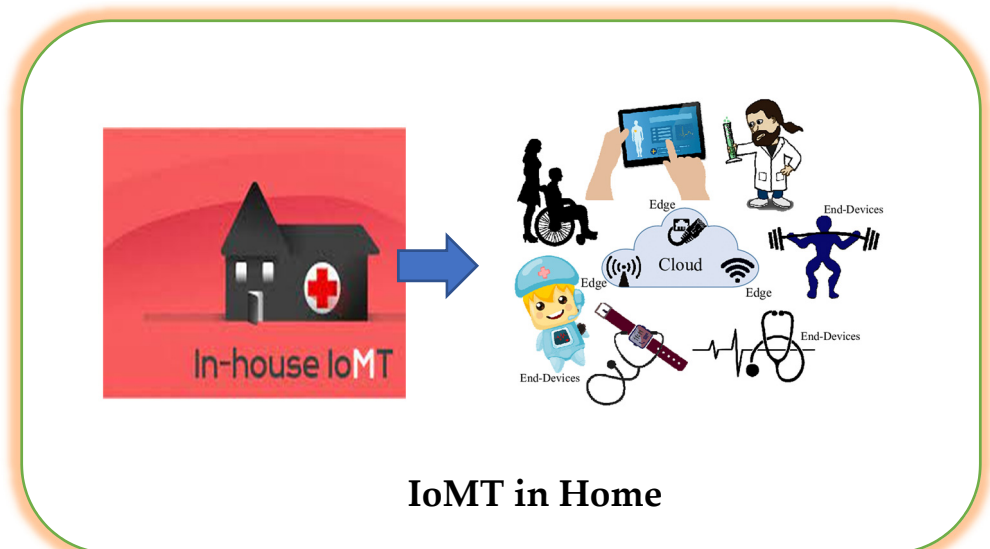 In-house IoMT
Edge
End-Devices
Cloud
Edge
Edge
End-Devices
End-Devices
IoMT in Home